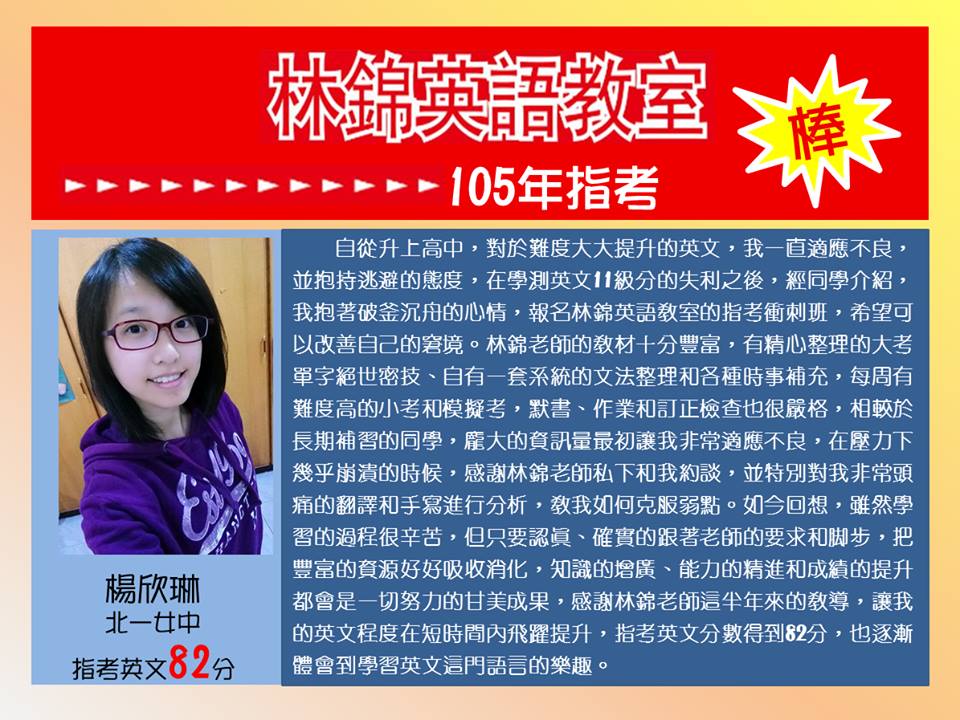 林錦英語教室
棒
105年指考
自從升上高中，對於難度大大提升的英文，我一直適應不良，
並抱持逃避的態度，在學測英文11級分的失利之後，經同學介紹，
我抱著破釜沉舟的心情，報名林錦英語教室的指考衝刺班，希望可
以改善自己的窘境。林錦老師的教材十分豐富，有精心整理的大考
單字絕世密技、自有一套系統的文法整理和各種時事補充，每周有
難度高的小考和模擬考，默書、作業和訂正檢查也很嚴格，相較於
長期補習的同學，龐大的資訊量最初讓我非常適應不良，在壓力下
幾乎崩潰的時候，感謝林錦老師私下和我約談，並特別對我非常頭
痛的翻譯和手寫進行分析，教我如何克服弱點。如今回想，雖然學
習的過程很辛苦，但只要認真、確實的跟著老師的要求和腳步，把
豐富的資源好好吸收消化，知識的增廣、能力的精進和成績的提升
都會是一切努力的甘美成果，感謝林錦老師這半年來的教導，讓我
的英文程度在短時間內飛躍提升，指考英文分數得到82分，也逐漸
體會到學習英文這門語言的樂趣。
楊欣琳
北一女中
指考英文82分